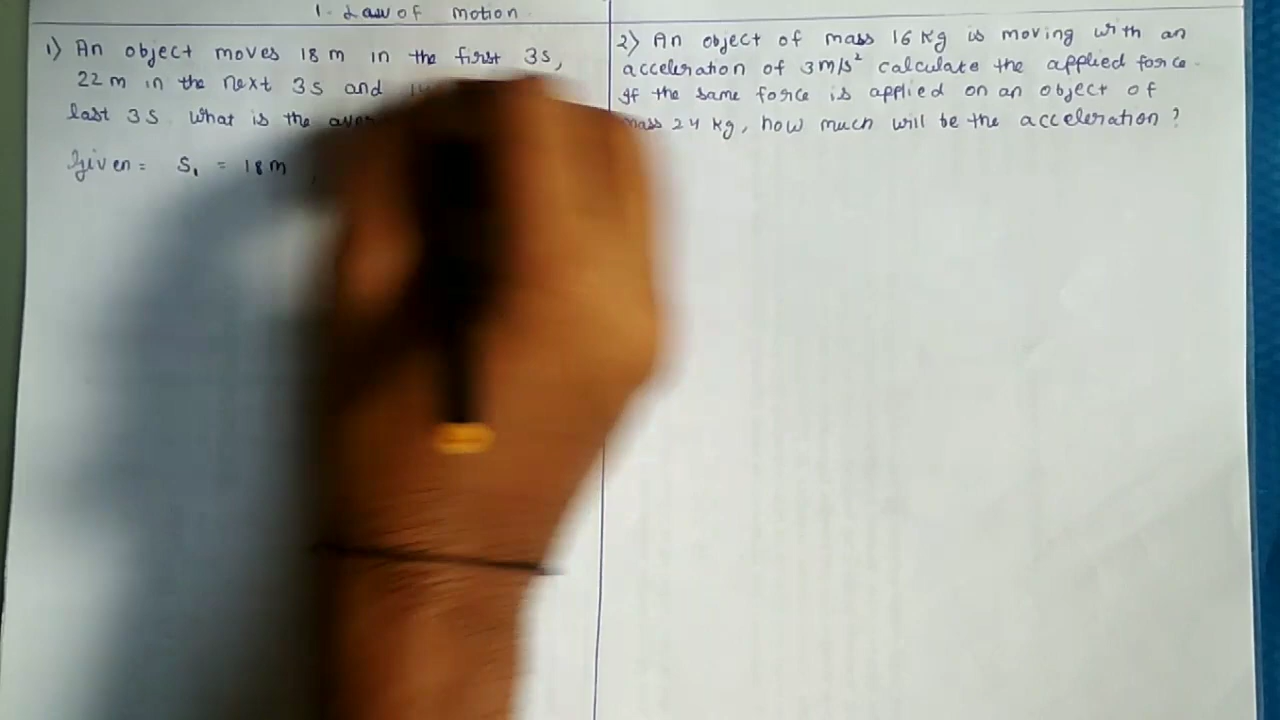 1. Law of motion
1) An object moves 18 m in the first 3s,
22 m in the next 3s and 14
last 3s what is the
Given = S₁ = 18m
2) An object of mass 16 kg is moving with an
acceleration of 3 m/s² calculate the applied force.
If the same force is applied on an object of
mass 24 kg, how much will be the acceleration ?